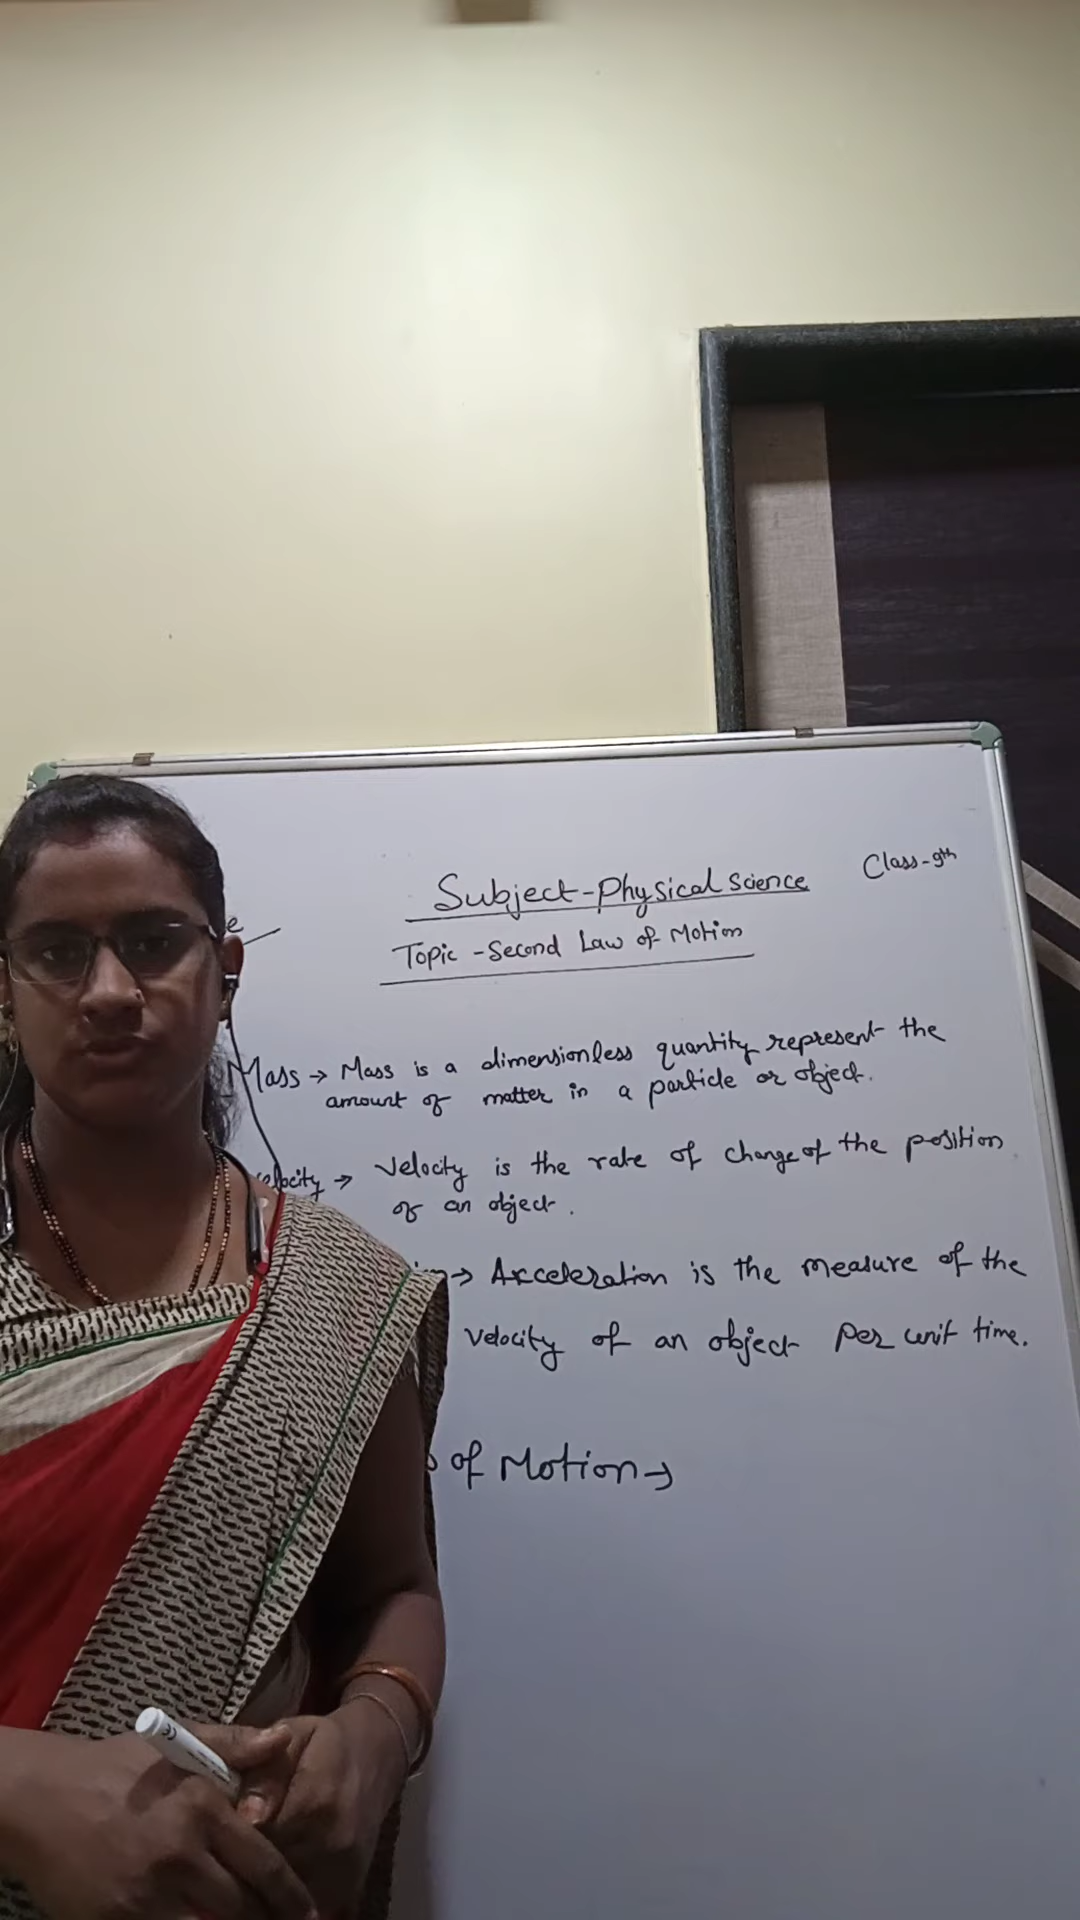 Class-9th
Subject-Physical Science
Topic -Second Law of Motion
Mass → Mass is a dimensionless quantity represent the
amount of matter in a particle or object.
elocity → Velocity is the rate of change of the position
of an object.
→ Acceleration is the measure of the
Velocity of an object Per unit time.
of Motion →